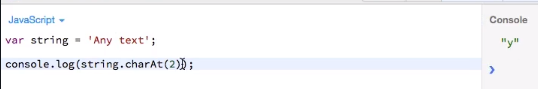 JavaScript
Console
var string = 'Any text';
"y"
console.log(string.charAt(2));